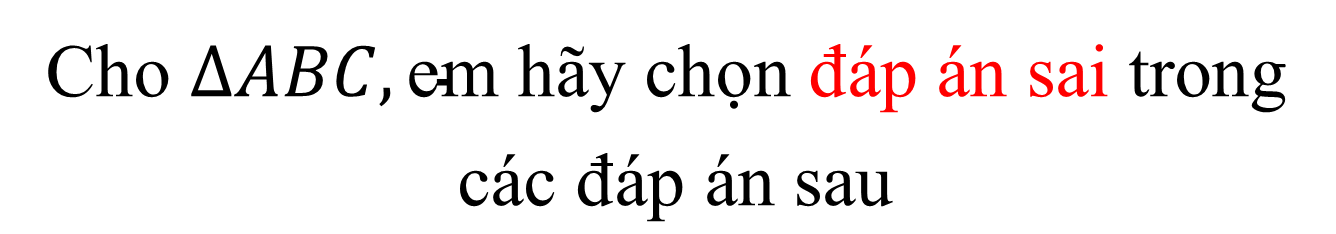 Cho ΔABC, em hãy chọn đáp án sai trong
các đáp án sau